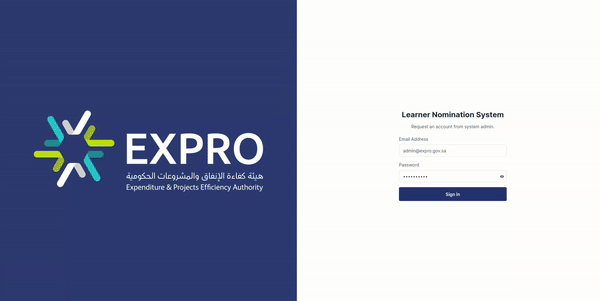 EXPRO
هيئة كفاءة الإنفاق والمشروعات الحكومية
Expenditure & Projects Efficiency Authority
Learner Nomination System
Request an account from system admin.
Email Address
admin@expro.gov.sa
Password
••••••••••
Sign in